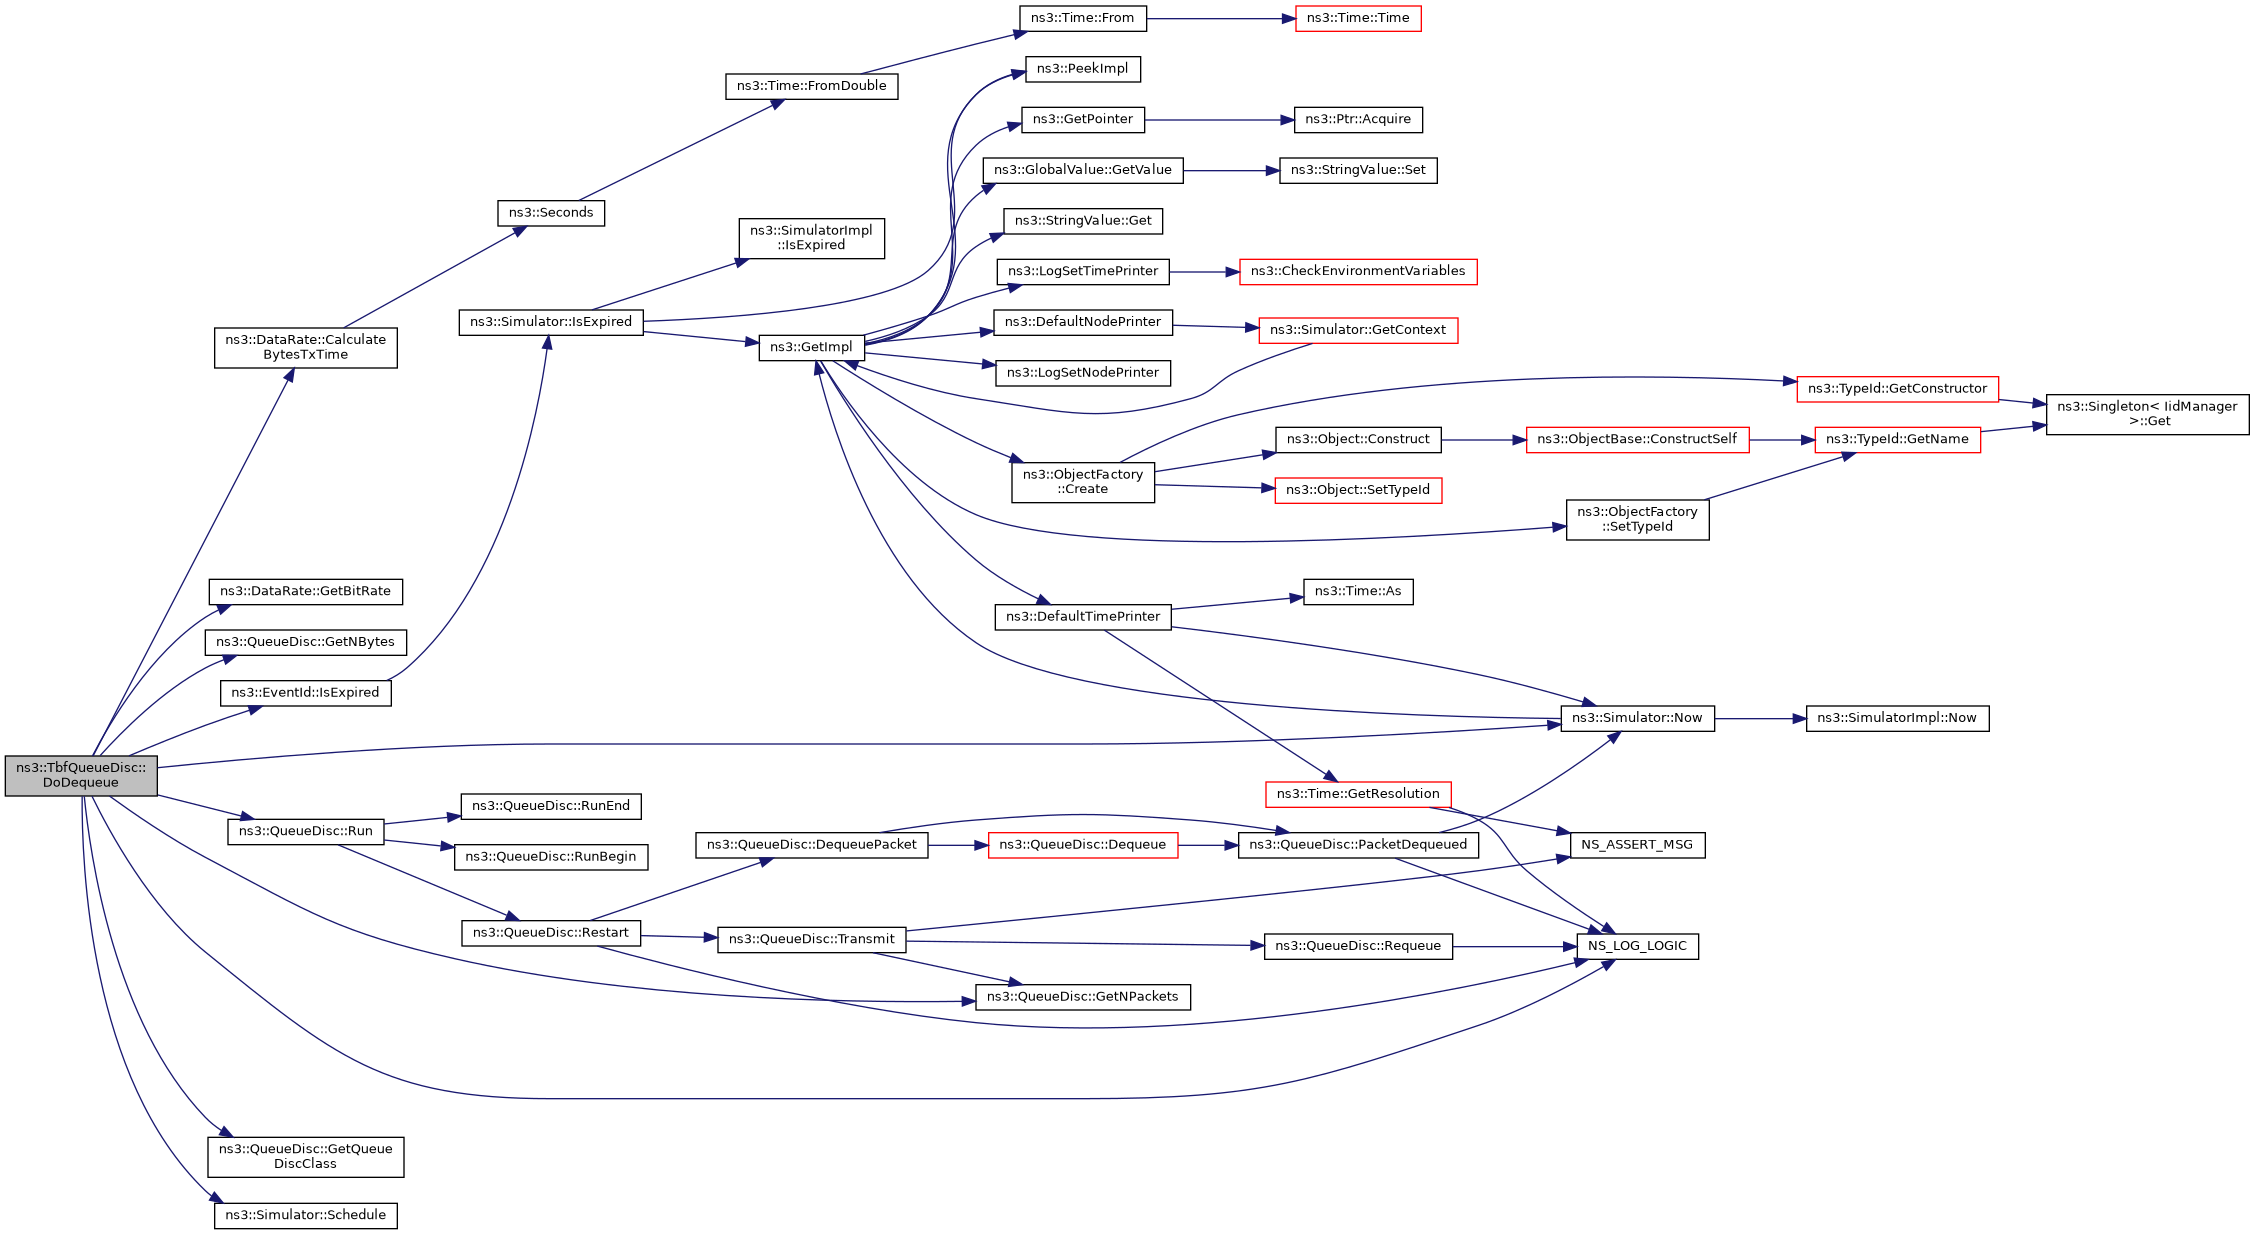 ns3::TbfQueueDisc::
DoDequeue
ns3::DataRate::Calculate
BytesTxTime
ns3::Seconds
ns3::Time::FromDouble
ns3::Time::From
ns3::Time::Time
ns3::DataRate::GetBitRate
ns3::QueueDisc::GetNBytes
ns3::EventId::IsExpired
ns3::Simulator::IsExpired
ns3::SimulatorImpl
::IsExpired
ns3::PeekImpl
ns3::GetImpl
ns3::GetPointer
ns3::Ptr::Acquire
ns3::GlobalValue::GetValue
ns3::StringValue::Set
ns3::StringValue::Get
ns3::LogSetTimePrinter
ns3::CheckEnvironmentVariables
ns3::DefaultNodePrinter
ns3::Simulator::GetContext
ns3::LogSetNodePrinter
ns3::ObjectFactory
::Create
ns3::TypeId::GetConstructor
ns3::Singleton< IidManager
>::Get
ns3::Object::Construct
ns3::ObjectBase::ConstructSelf
ns3::TypeId::GetName
ns3::Object::SetTypeId
ns3::ObjectFactory
::SetTypeId
ns3::DefaultTimePrinter
ns3::Time::As
ns3::Simulator::Now
ns3::SimulatorImpl::Now
ns3::Time::GetResolution
NS_ASSERT_MSG
NS_LOG_LOGIC
ns3::QueueDisc::Run
ns3::QueueDisc::RunEnd
ns3::QueueDisc::RunBegin
ns3::QueueDisc::Restart
ns3::QueueDisc::DequeuePacket
ns3::QueueDisc::Dequeue
ns3::QueueDisc::PacketDequeued
ns3::QueueDisc::Transmit
ns3::QueueDisc::Requeue
ns3::QueueDisc::GetNPackets
ns3::QueueDisc::GetQueue
DiscClass
ns3::Simulator::Schedule